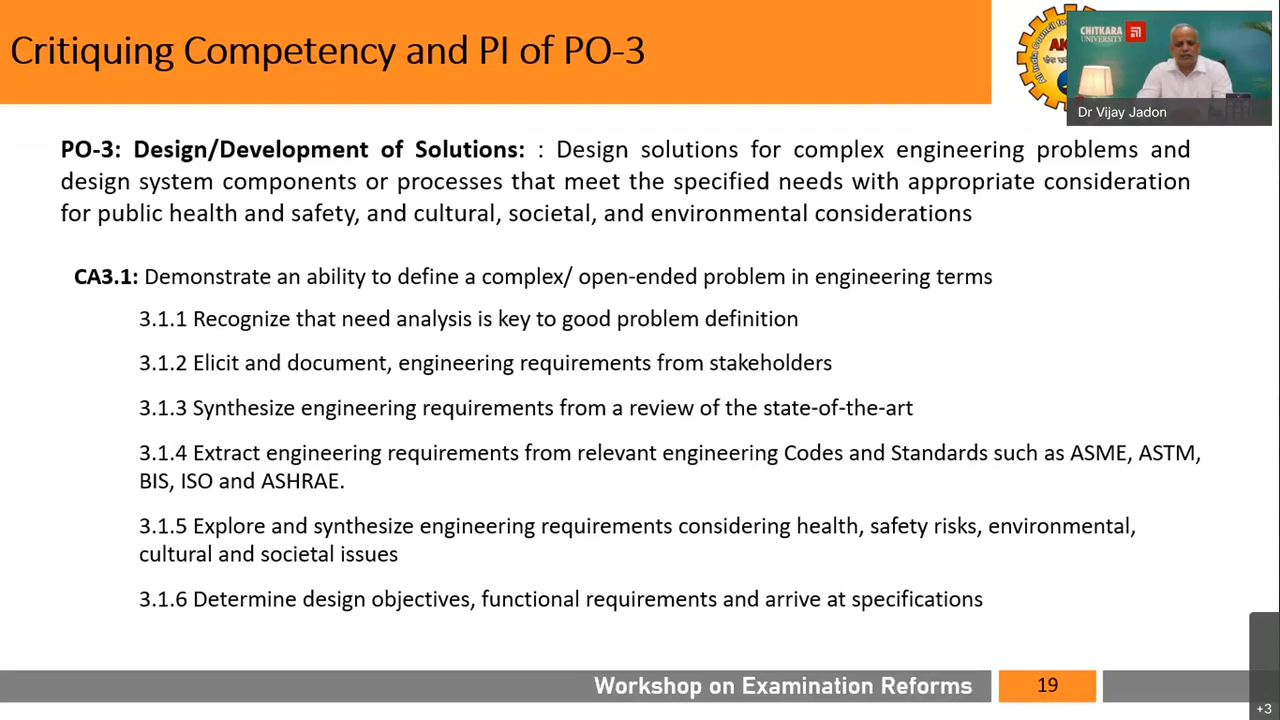 Critiquing Competency and PI of PO-3
CHITKARA
UNIVERSITY
Dr Vijay Jadon
PO-3: Design/Development of Solutions: : Design solutions for complex engineering problems and
design system components or processes that meet the specified needs with appropriate consideration
for public health and safety, and cultural, societal, and environmental considerations
CA3.1: Demonstrate an ability to define a complex/ open-ended problem in engineering terms
3.1.1 Recognize that need analysis is key to good problem definition
3.1.2 Elicit and document, engineering requirements from stakeholders
3.1.3 Synthesize engineering requirements from a review of the state-of-the-art
3.1.4 Extract engineering requirements from relevant engineering Codes and Standards such as ASME, ASTM,
BIS, ISO and ASHRAE.
3.1.5 Explore and synthesize engineering requirements considering health, safety risks, environmental,
cultural and societal issues
3.1.6 Determine design objectives, functional requirements and arrive at specifications
Workshop on Examination Reforms
19
+3